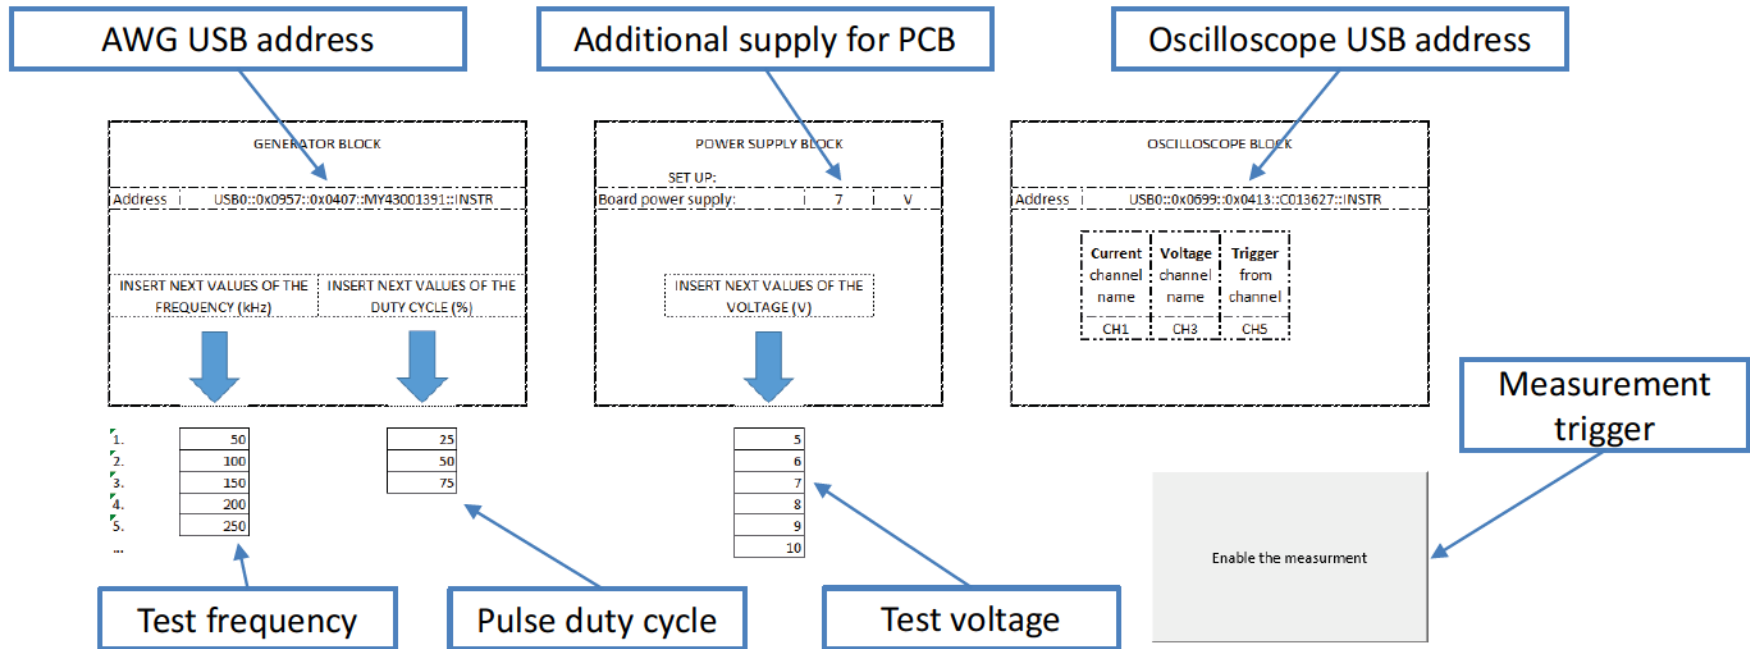 AWG USB address
Additional supply for PCB
Oscilloscope USB address
GENERATOR BLOCK
Address USB0::0x0957::0x0407::MY43001391::INSTR
INSERT NEXT VALUES OF THE
FREQUENCY (kHz)
INSERT NEXT VALUES OF THE
DUTY CYCLE (%)
POWER SUPPLY BLOCK
SET UP:
Board power supply: 7 V
INSERT NEXT VALUES OF THE
VOLTAGE (V)
OSCILLOSCOPE BLOCK
Address USB0::0x0699::0x0413::C013627::INSTR
Current Voltage Trigger
channel channel from
name name channel
CH1 CH3 CH5
Measurement
trigger
1. 50 25 5
2. 100 50 6
3. 150 75 7
4. 200 8
5. 250 9
... 10
Enable the measurment
Test frequency
Pulse duty cycle
Test voltage